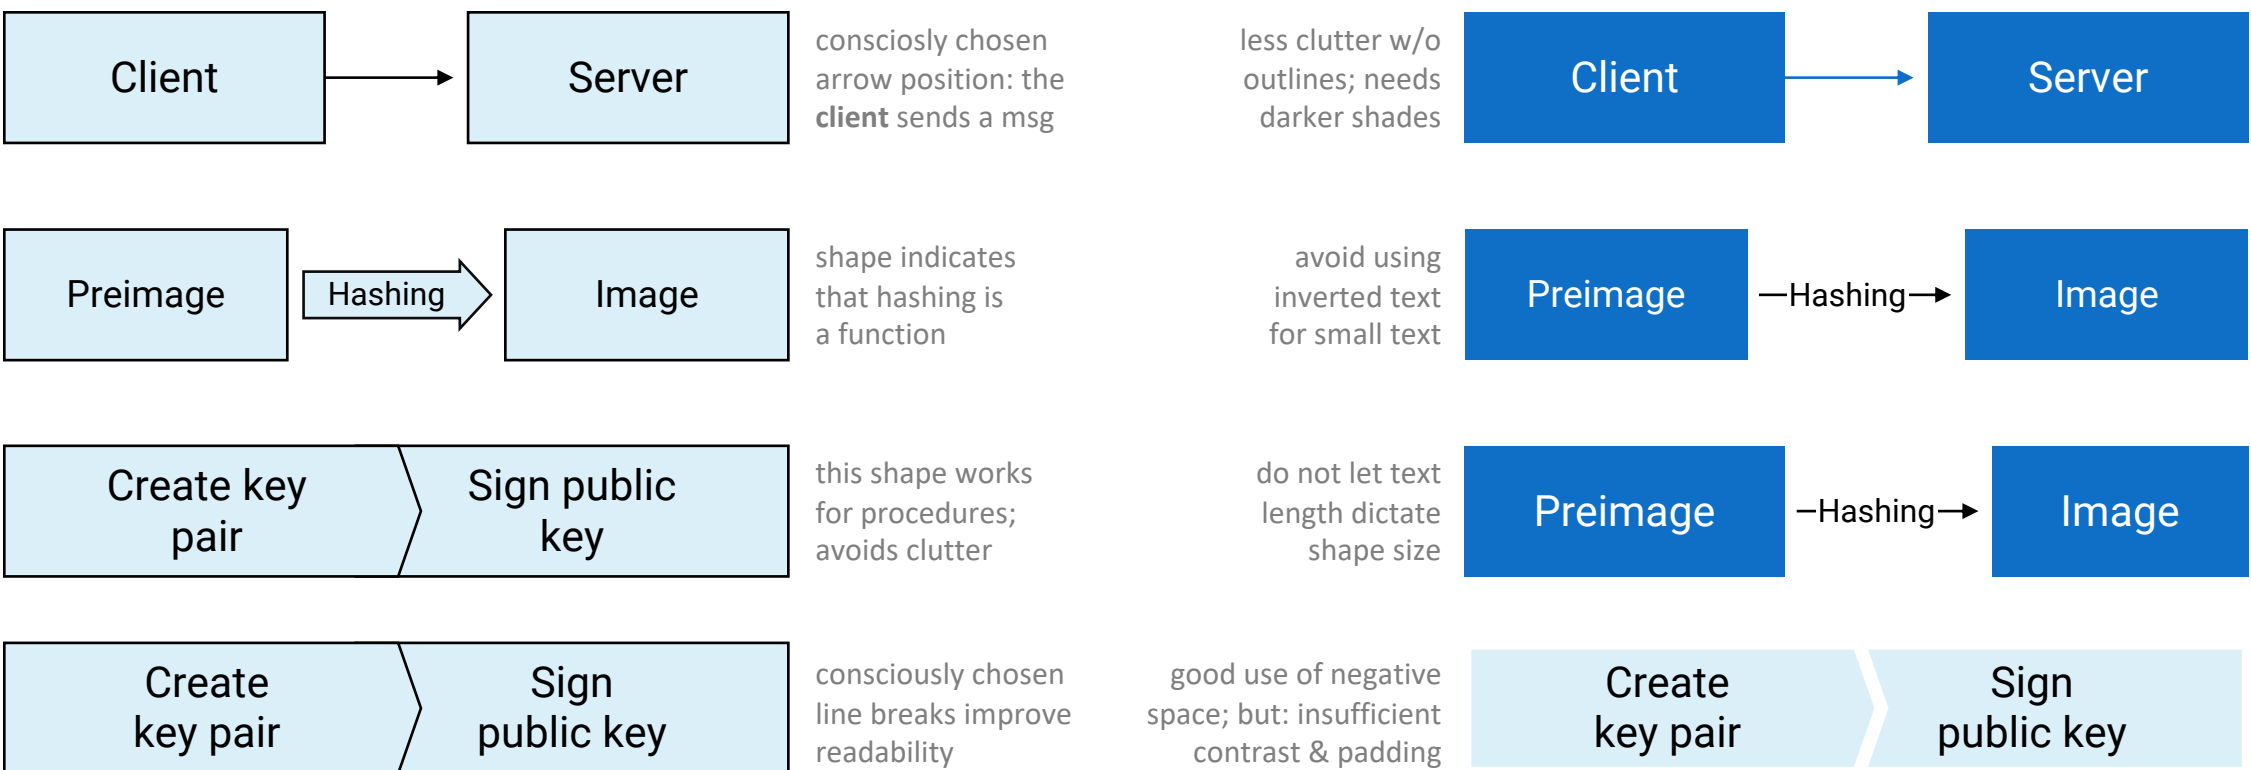 Client
Server
consciosly chosen
arrow position: the
client sends a msg
less clutter w/o
outlines; needs
darker shades
Client
Server
Preimage
Hashing
Image
shape indicates
that hashing is
a function
avoid using
inverted text
for small text
Preimage
Hashing
Image
Create key
pair
Sign public
key
this shape works
for procedures;
avoids clutter
do not let text
length dictate
shape size
Preimage
Hashing
Image
Create
key pair
Sign
public key
consciously chosen
line breaks improve
readability
good use of negative
space; but: insufficient
contrast & padding
Create
key pair
Sign
public key